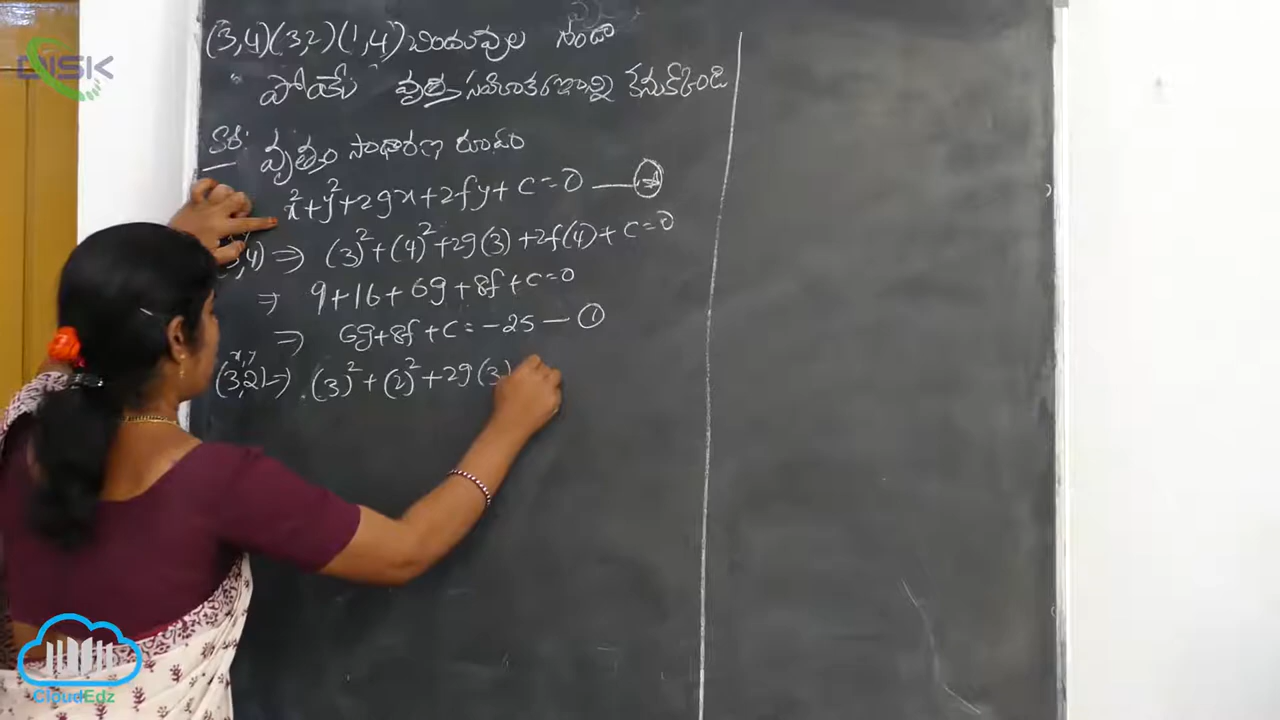 DISK
(3,4)(3,2)(1,4) బిందువుల గుండా
పోయే వృత్త సమీకరణాన్ని కనుక్కోండి
వృత్తం సాధారణ రూపం
x²+y²+2gx+2fy+c=0
4) ⇒ (3)²+(4)²+2g(3)+2f(4)+c=0
⇒ 9+16+6g+8f+c=0
⇒ 6g+8f+c=-25 — ①
x,y
(3,2)⇒ (3)²+(2)²+2g(3)
CloudEdz